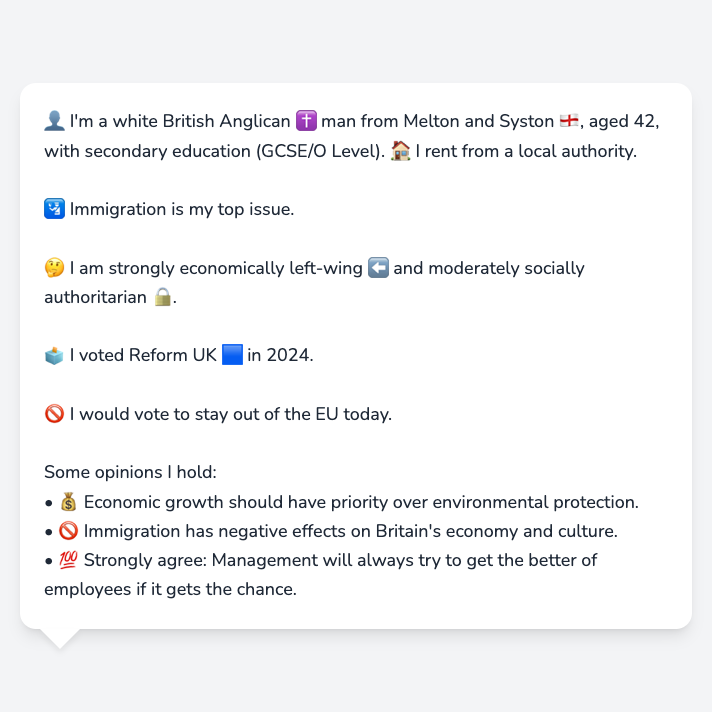 👤 I'm a white British Anglican ✝️ man from Melton and Syston 🏴󠁧󠁢󠁥󠁮󠁧󠁿, aged 42,
with secondary education (GCSE/O Level). 🏠 I rent from a local authority.
🛂 Immigration is my top issue.
🤔 I am strongly economically left-wing ⬅️ and moderately socially
authoritarian 🔒.
🗳️ I voted Reform UK 🟦 in 2024.
🚫 I would vote to stay out of the EU today.
Some opinions I hold:
• 💰 Economic growth should have priority over environmental protection.
• 🚫 Immigration has negative effects on Britain's economy and culture.
• 💯 Strongly agree: Management will always try to get the better of
employees if it gets the chance.